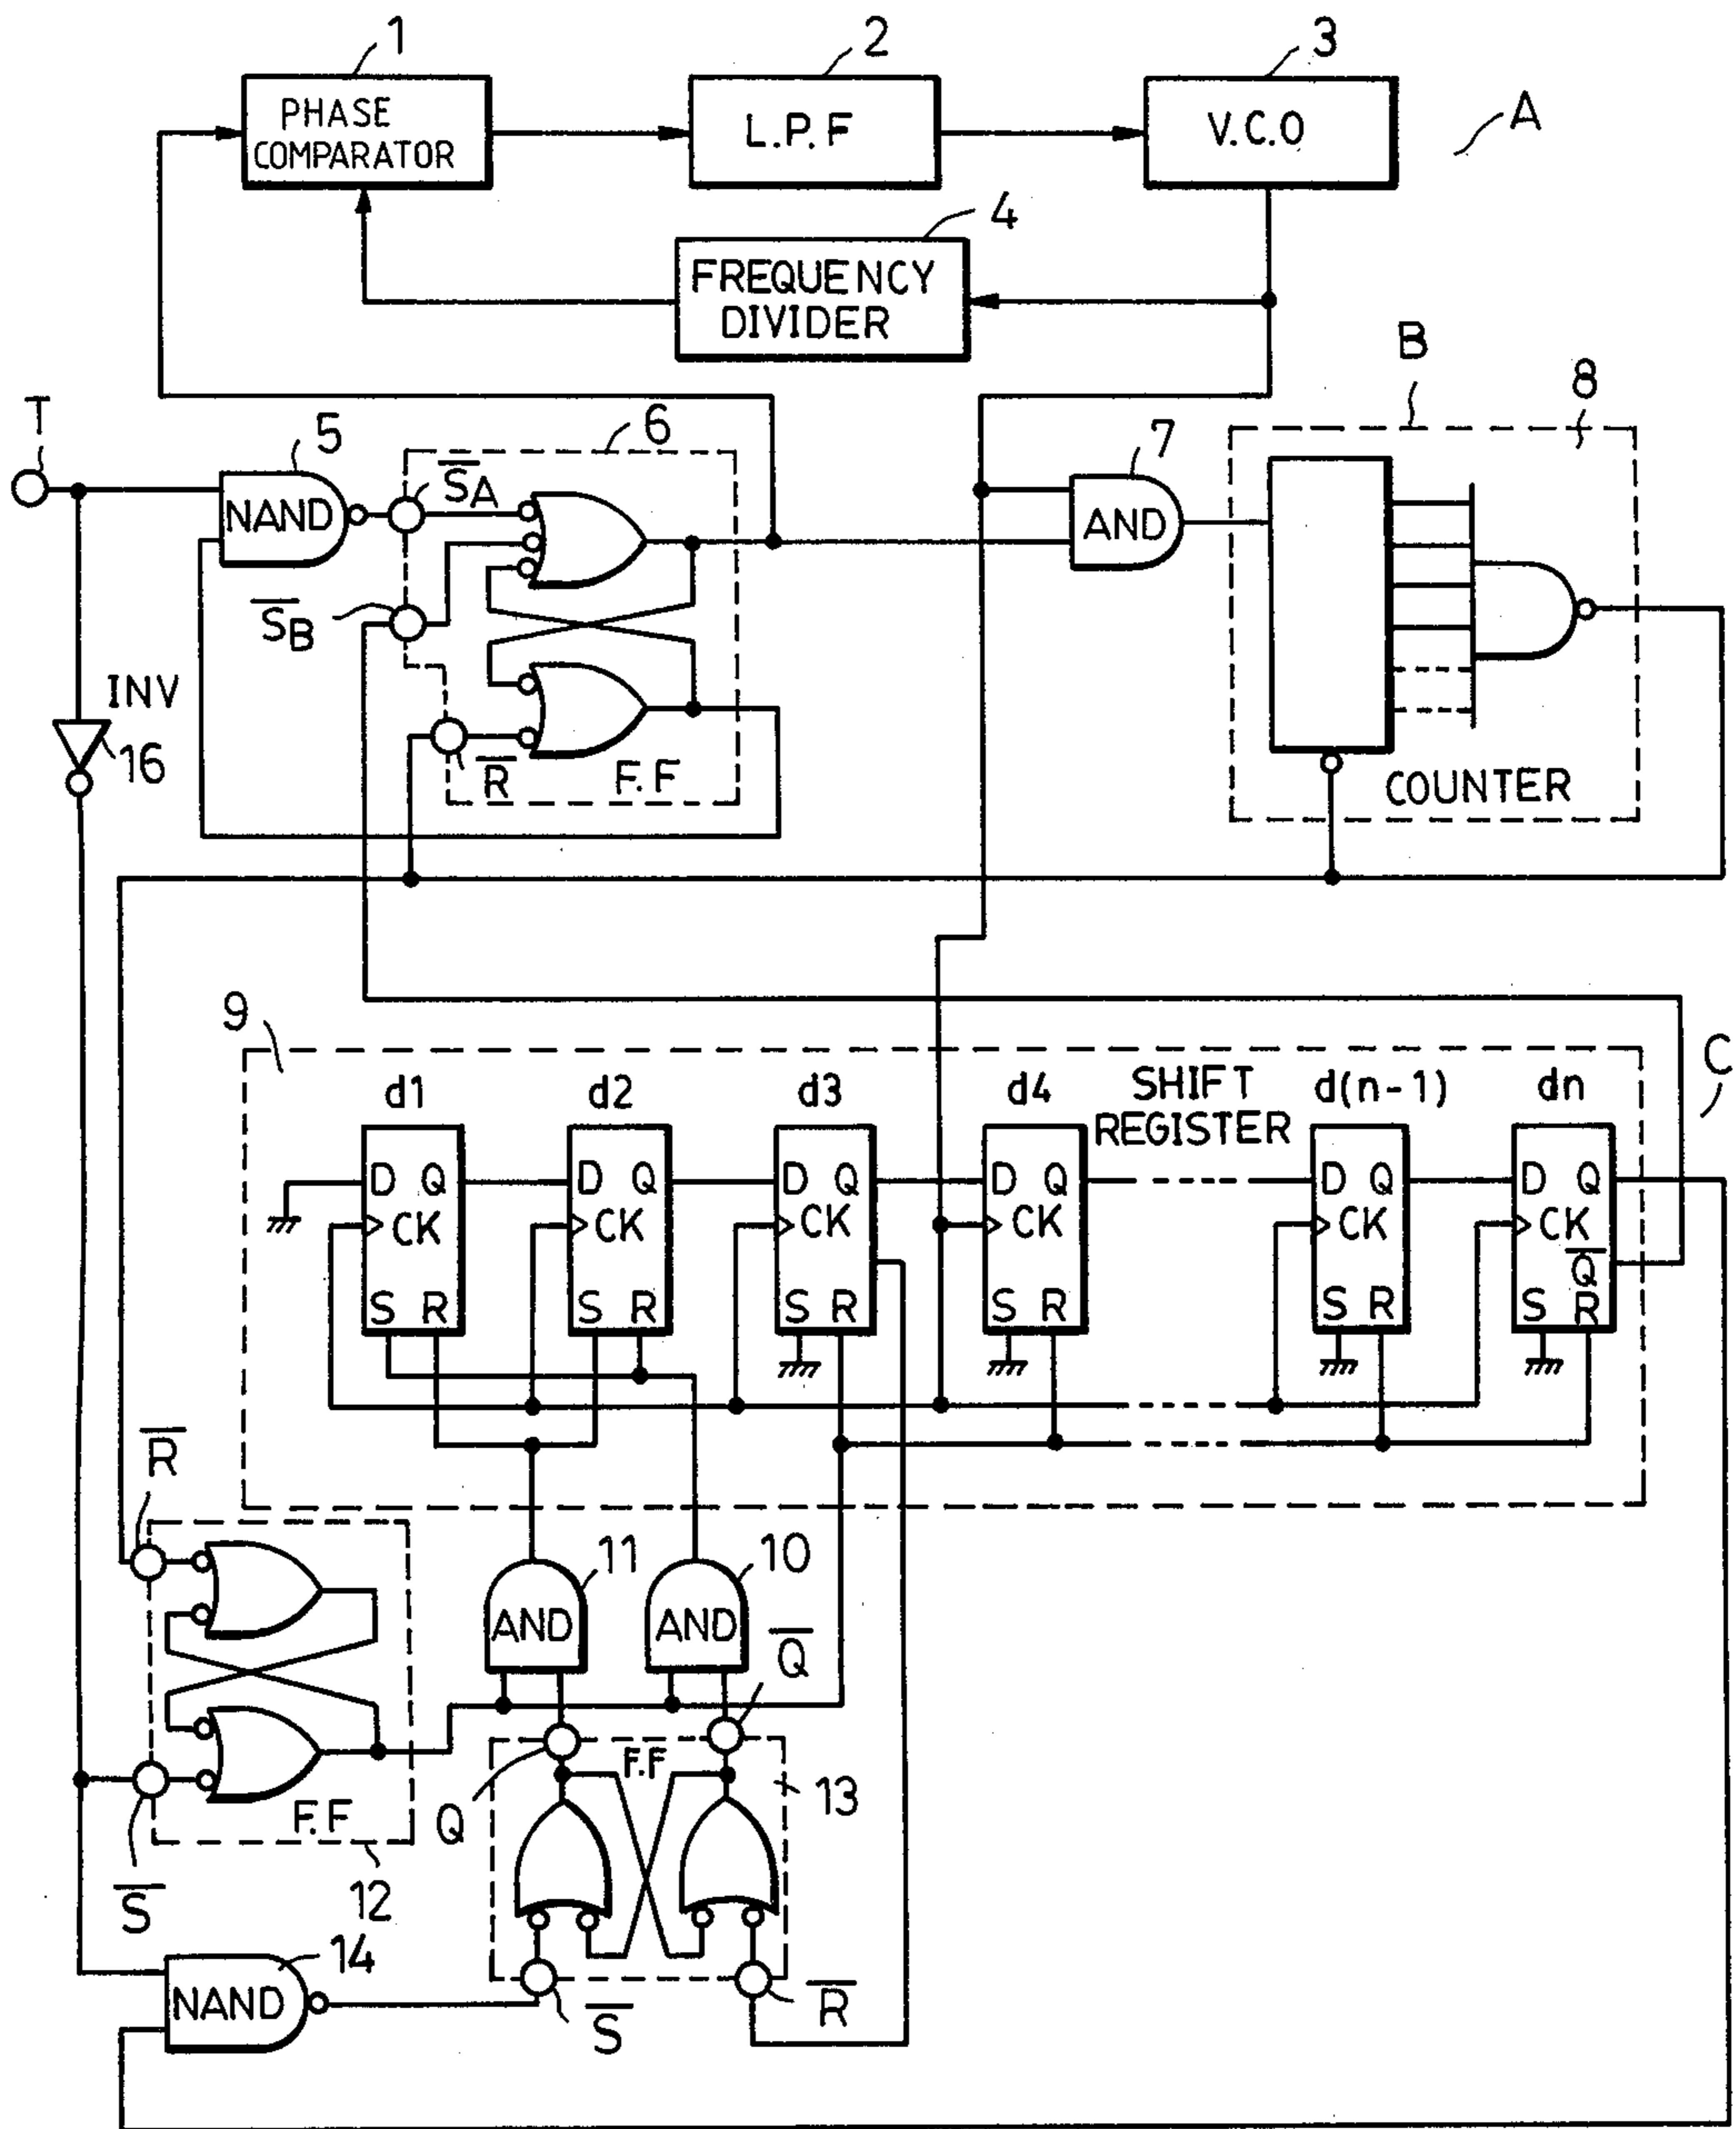 1
2
3
PHASE
COMPARATOR
L.P.F
V.C.O
A
4
FREQUENCY
DIVIDER
B
8
T
5
6
7
NAND
S̅A
AND
S̅B
INV
16
R̅
F.F
COUNTER
9
C
d1
d2
d3
d4
SHIFT
REGISTER
d(n-1)
dn
D Q
D Q
D Q
D Q
D Q
D Q
CK
CK
CK
CK
CK
CK
Q̅
S R
S R
S R
S R
S R
S R
R̅
11
10
AND
AND
Q̅
Q
F.F
13
F.F
S̅
12
14
NAND
S̅
R̅